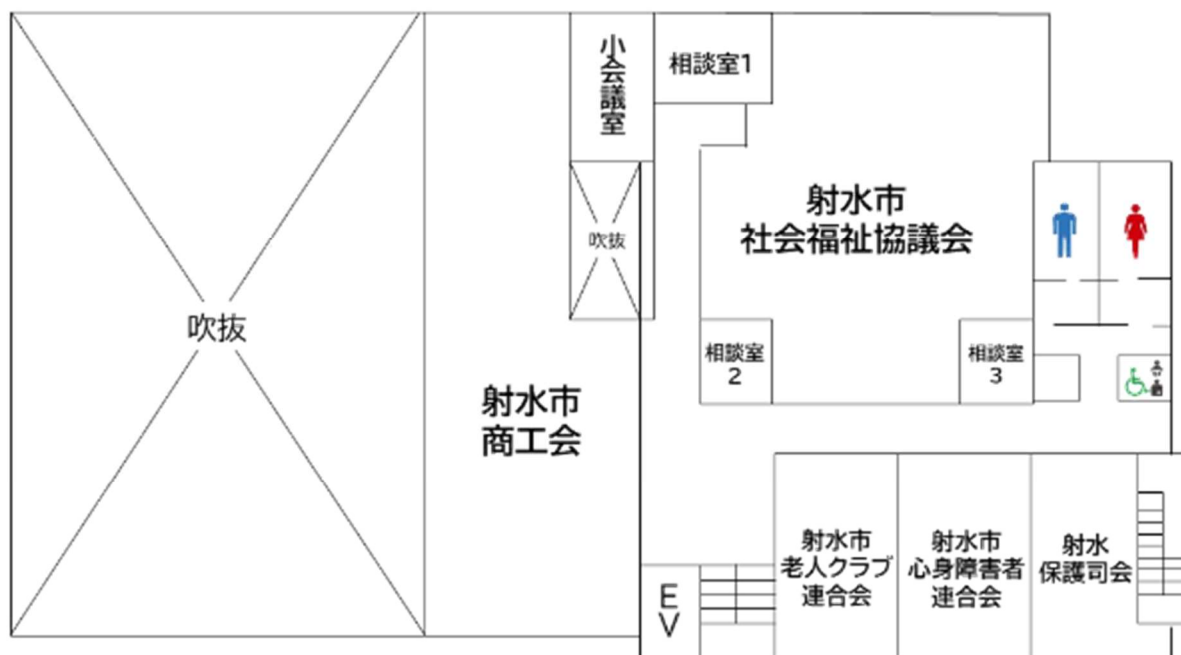 小会議室
相談室1
射水市
社会福祉協議会
吹抜
吹抜
相談室
2
相談室
3
射水市
商工会
射水市
老人クラブ
連合会
射水市
心身障害者
連合会
射水
保護司会
EV